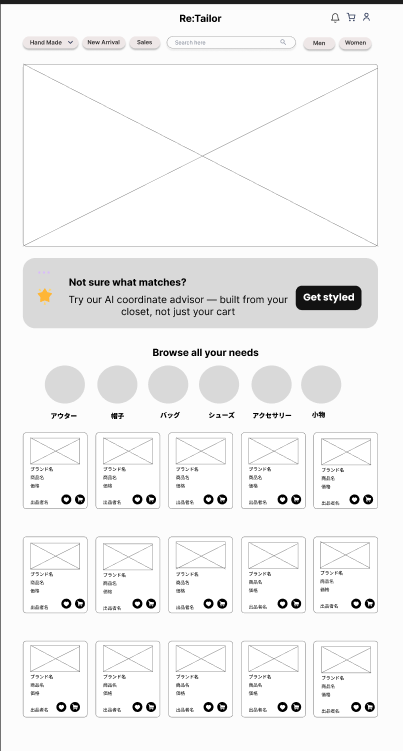 Re:Tailor
Hand Made
New Arrival
Sales
Search here
Men
Women
Not sure what matches?
Try our AI coordinate advisor — built from your
closet, not just your cart
Get styled
Browse all your needs
アウター
帽子
バッグ
シューズ
アクセサリー
小物
ブランド名
商品名
価格
出品者名
ブランド名
商品名
価格
出品者名
ブランド名
商品名
価格
出品者名
ブランド名
商品名
価格
出品者名
ブランド名
商品名
価格
出品者名
ブランド名
商品名
価格
出品者名
ブランド名
商品名
価格
出品者名
ブランド名
商品名
価格
出品者名
ブランド名
商品名
価格
出品者名
ブランド名
商品名
価格
出品者名
ブランド名
商品名
価格
出品者名
ブランド名
商品名
価格
出品者名
ブランド名
商品名
価格
出品者名
ブランド名
商品名
価格
出品者名
ブランド名
商品名
価格
出品者名